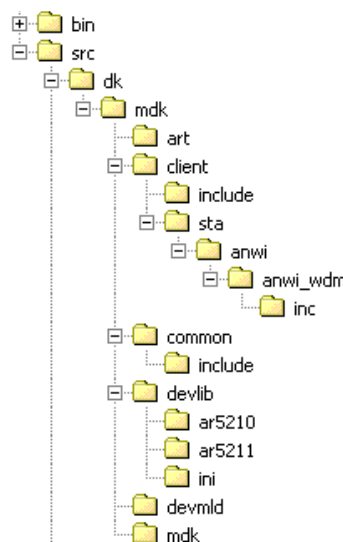 bin
src
dk
mdk
art
client
include
sta
anwi
anwi_wdm
inc
common
include
devlib
ar5210
ar5211
ini
devmld
mdk